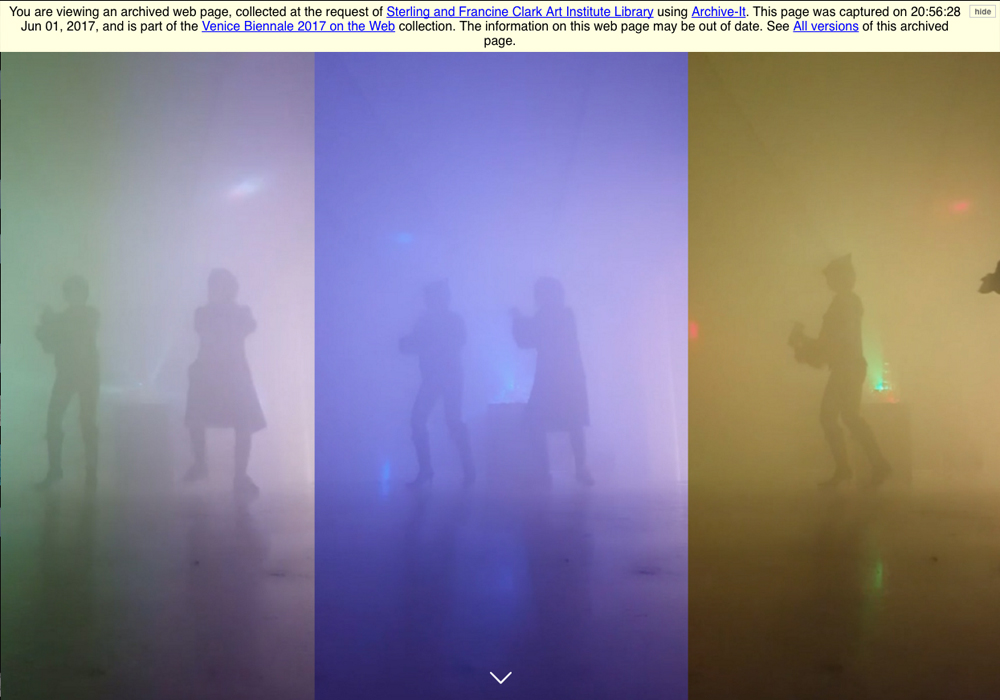 You are viewing an archived web page, collected at the request of Sterling and Francine Clark Art Institute Library using Archive-It. This page was captured on 20:56:28
hide
Jun 01, 2017, and is part of the Venice Biennale 2017 on the Web collection. The information on this web page may be out of date. See All versions of this archived
page.